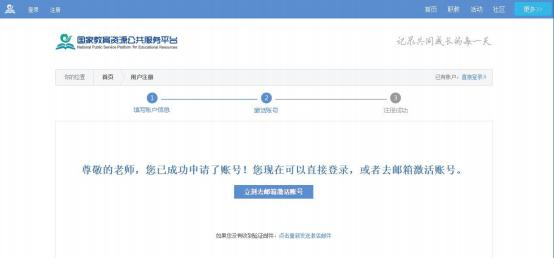 登录 注册 首页 职教 活动 社区 更多>>
国家教育资源公共服务平台
National Public Service Platform for Educational Resources
记录共同成长的每一天
你的位置 首页 用户注册 已有账户：直接登录
1 2 3
填写账户信息 激活账号 注册成功
尊敬的老师，您已成功申请了账号！您现在可以直接登录，或者去邮箱激活账号。
立刻去邮箱激活账号
如果您没有收到验证邮件，点击重新发送激活邮件